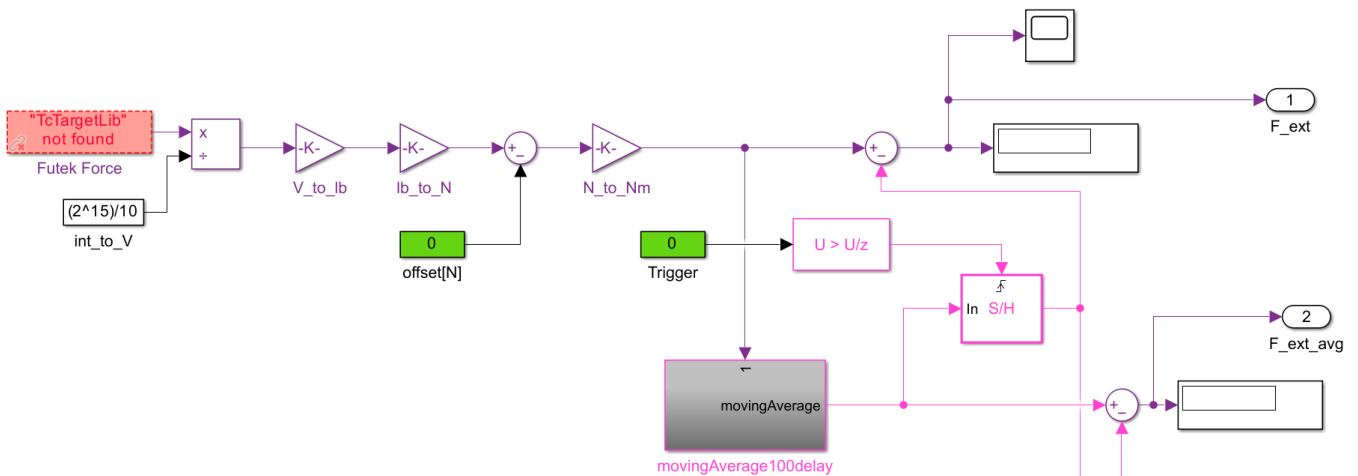 "TcTargetLib"
not found
Futek Force
(2^15)/10
int_to_V
x
÷
-K-
V_to_lb
-K-
lb_to_N
+
-
0
offset[N]
-K-
N_to_Nm
0
Trigger
U > U/z
+
-
1
F_ext
In S/H
1
movingAverage
movingAverage100delay
+
-
2
F_ext_avg